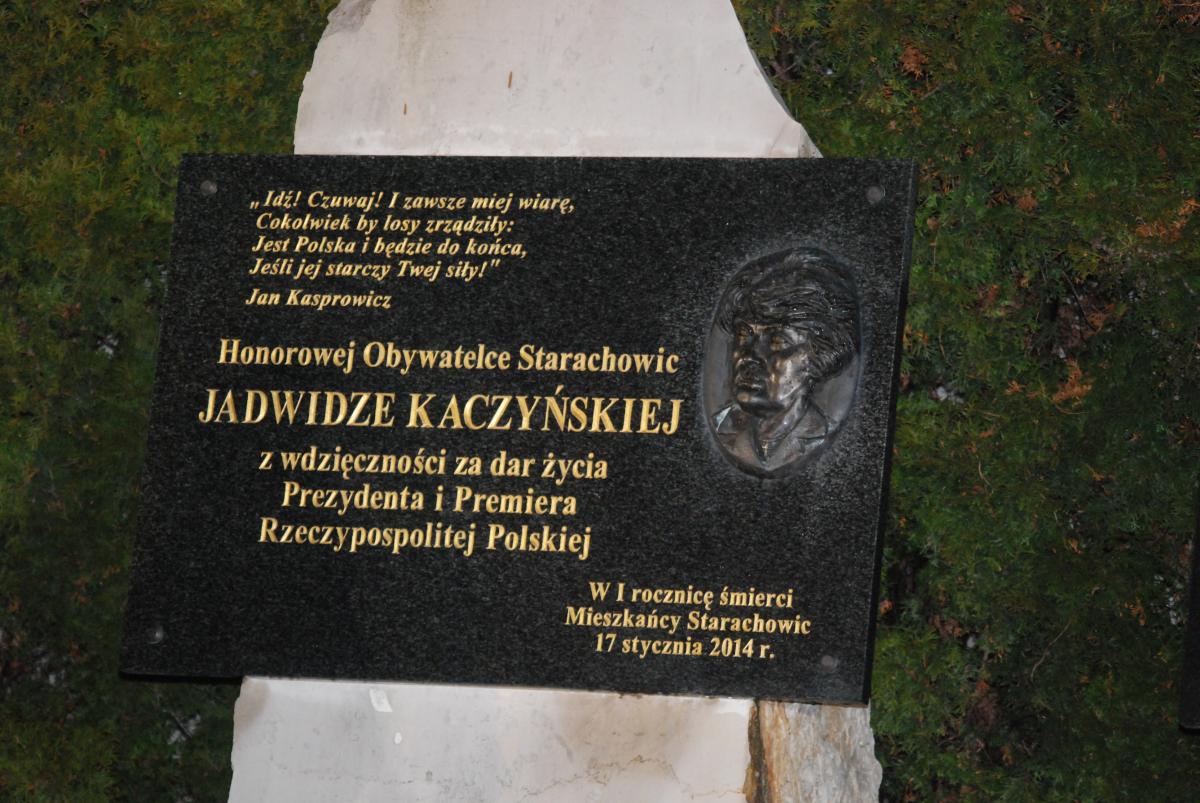 „Idź! Czuwaj! I zawsze miej wiarę,
Cokolwiek by losy zrządziły:
Jest Polska i będzie do końca,
Jeśli jej starczy Twej siły!"
Jan Kasprowicz
Honorowej Obywatelce Starachowic
JADWIDZE KACZYŃSKIEJ
z wdzięczności za dar życia
Prezydenta i Premiera
Rzeczypospolitej Polskiej
W I rocznicę śmierci
Mieszkańcy Starachowic
17 stycznia 2014 r.